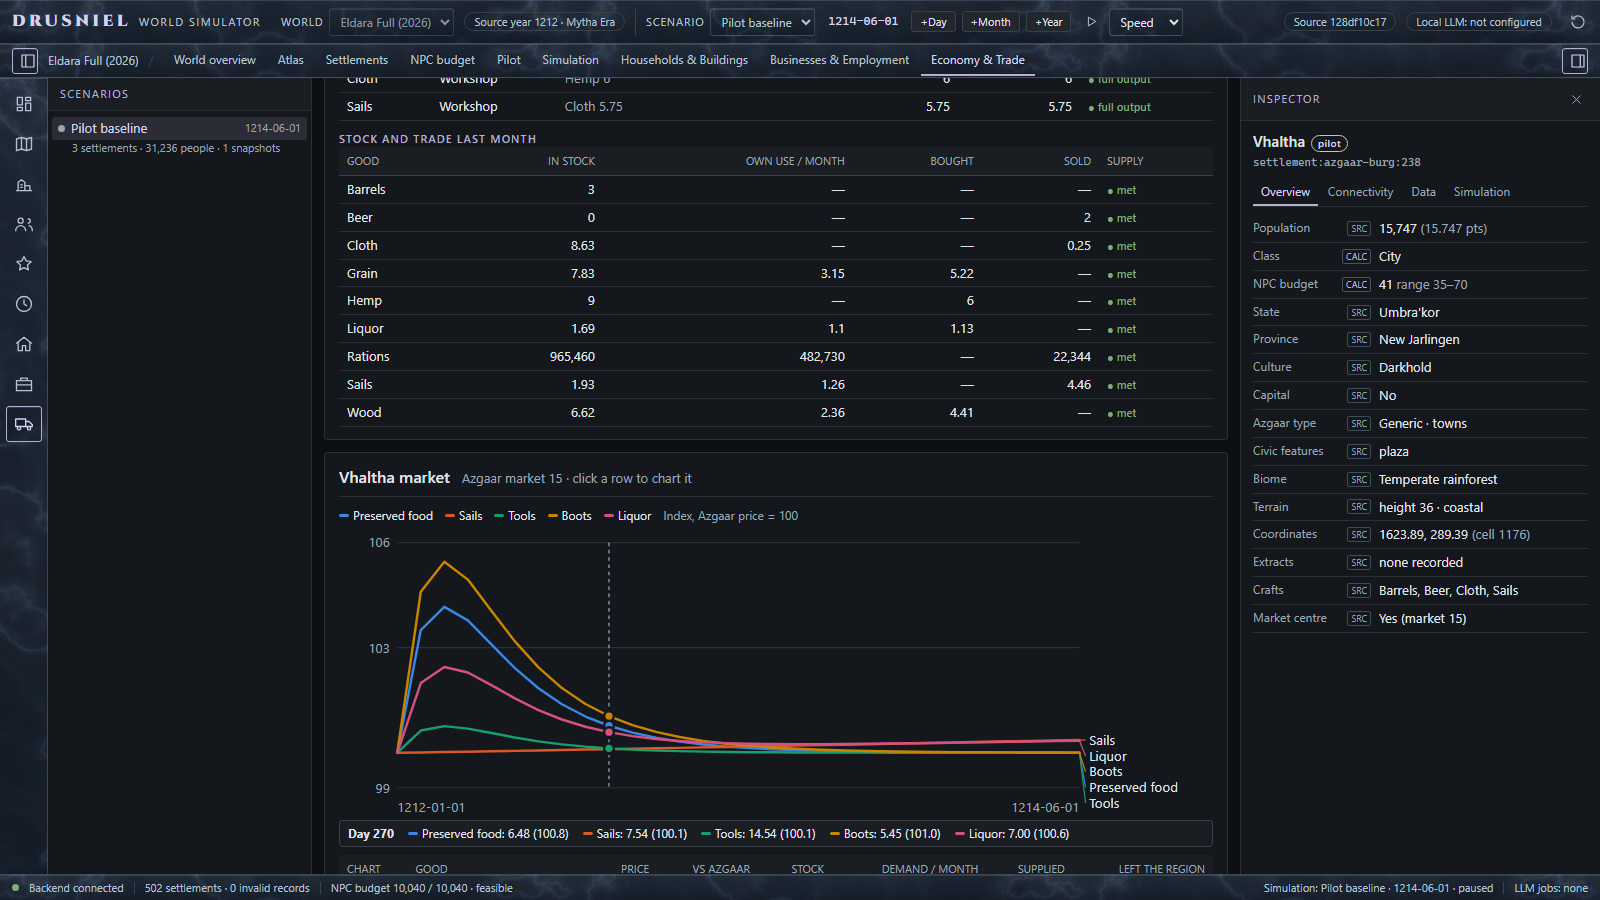 DRUSNIEL WORLD SIMULATOR WORLD Eldara Full (2026) Source year 1212 · Mytha Era SCENARIO Pilot baseline 1214-06-01 +Day +Month +Year Speed Source 128df10c17 Local LLM: not configured
Eldara Full (2026) / World overview Atlas Settlements NPC budget Pilot Simulation Households & Buildings Businesses & Employment Economy & Trade
SCENARIOS
Pilot baseline 1214-06-01
3 settlements · 31,236 people · 1 snapshots
Cloth Workshop Hemp 6 6 6 full output
Sails Workshop Cloth 5.75 5.75 5.75 full output
STOCK AND TRADE LAST MONTH
GOOD IN STOCK OWN USE / MONTH BOUGHT SOLD SUPPLY
Barrels 3 — — — met
Beer 0 — — 2 met
Cloth 8.63 — — 0.25 met
Grain 7.83 3.15 5.22 — met
Hemp 9 — 6 — met
Liquor 1.69 1.1 1.13 — met
Rations 965,460 482,730 — 22,344 met
Sails 1.93 1.26 — 4.46 met
Wood 6.62 2.36 4.41 — met
Vhaltha market Azgaar market 15 · click a row to chart it
Preserved food Sails Tools Boots Liquor Index, Azgaar price = 100
106
103
99
Sails
Liquor
Boots
Preserved food
Tools
1212-01-01 1214-06-01
Day 270 Preserved food: 6.48 (100.8) Sails: 7.54 (100.1) Tools: 14.54 (100.1) Boots: 5.45 (101.0) Liquor: 7.00 (100.6)
CHART GOOD PRICE VS AZGAAR STOCK DEMAND / MONTH SUPPLIED LEFT THE REGION
INSPECTOR
Vhaltha pilot
settlement:azgaar-burg:238
Overview Connectivity Data Simulation
Population SRC 15,747 (15.747 pts)
Class CALC City
NPC budget CALC 41 range 35–70
State SRC Umbra'kor
Province SRC New Jarlingen
Culture SRC Darkhold
Capital SRC No
Azgaar type SRC Generic · towns
Civic features SRC plaza
Biome SRC Temperate rainforest
Terrain SRC height 36 · coastal
Coordinates SRC 1623.89, 289.39 (cell 1176)
Extracts SRC none recorded
Crafts SRC Barrels, Beer, Cloth, Sails
Market centre SRC Yes (market 15)
Backend connected 502 settlements · 0 invalid records NPC budget 10,040 / 10,040 · feasible Simulation: Pilot baseline · 1214-06-01 · paused LLM jobs: none